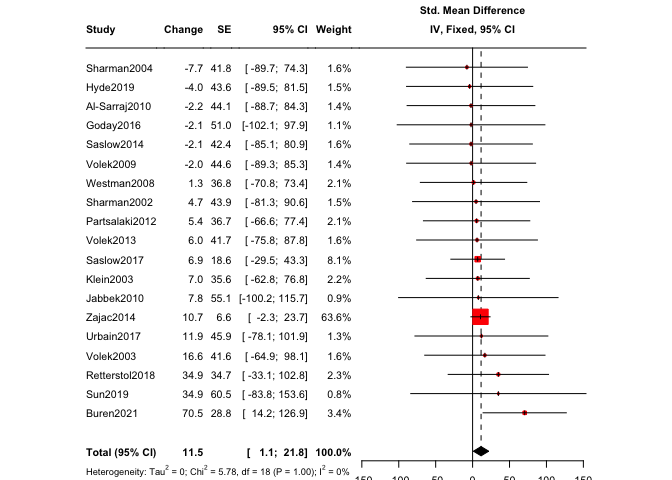 Std. Mean Difference
Study Change SE 95% CI Weight IV, Fixed, 95% CI
Sharman2004 -7.7 41.8 [ -89.7; 74.3] 1.6%
Hyde2019 -4.0 43.6 [ -89.5; 81.5] 1.5%
Al-Sarraj2010 -2.2 44.1 [ -88.7; 84.3] 1.4%
Goday2016 -2.1 51.0 [-102.1; 97.9] 1.1%
Saslow2014 -2.1 42.4 [ -85.1; 80.9] 1.6%
Volek2009 -2.0 44.6 [ -89.3; 85.3] 1.4%
Westman2008 1.3 36.8 [ -70.8; 73.4] 2.1%
Sharman2002 4.7 43.9 [ -81.3; 90.6] 1.5%
Partsalaki2012 5.4 36.7 [ -66.6; 77.4] 2.1%
Volek2013 6.0 41.7 [ -75.8; 87.8] 1.6%
Saslow2017 6.9 18.6 [ -29.5; 43.3] 8.1%
Klein2003 7.0 35.6 [ -62.8; 76.8] 2.2%
Jabbek2010 7.8 55.1 [-100.2; 115.7] 0.9%
Zajac2014 10.7 6.6 [ -2.3; 23.7] 63.6%
Urbain2017 11.9 45.9 [ -78.1; 101.9] 1.3%
Volek2003 16.6 41.6 [ -64.9; 98.1] 1.6%
Retterstol2018 34.9 34.7 [ -33.1; 102.8] 2.3%
Sun2019 34.9 60.5 [ -83.8; 153.6] 0.8%
Buren2021 70.5 28.8 [ 14.2; 126.9] 3.4%
Total (95% CI) 11.5 [ 1.1; 21.8] 100.0%
Heterogeneity: Tau² = 0; Chi² = 5.78, df = 18 (P = 1.00); I² = 0%
-150 -100 -50 0 50 100 150